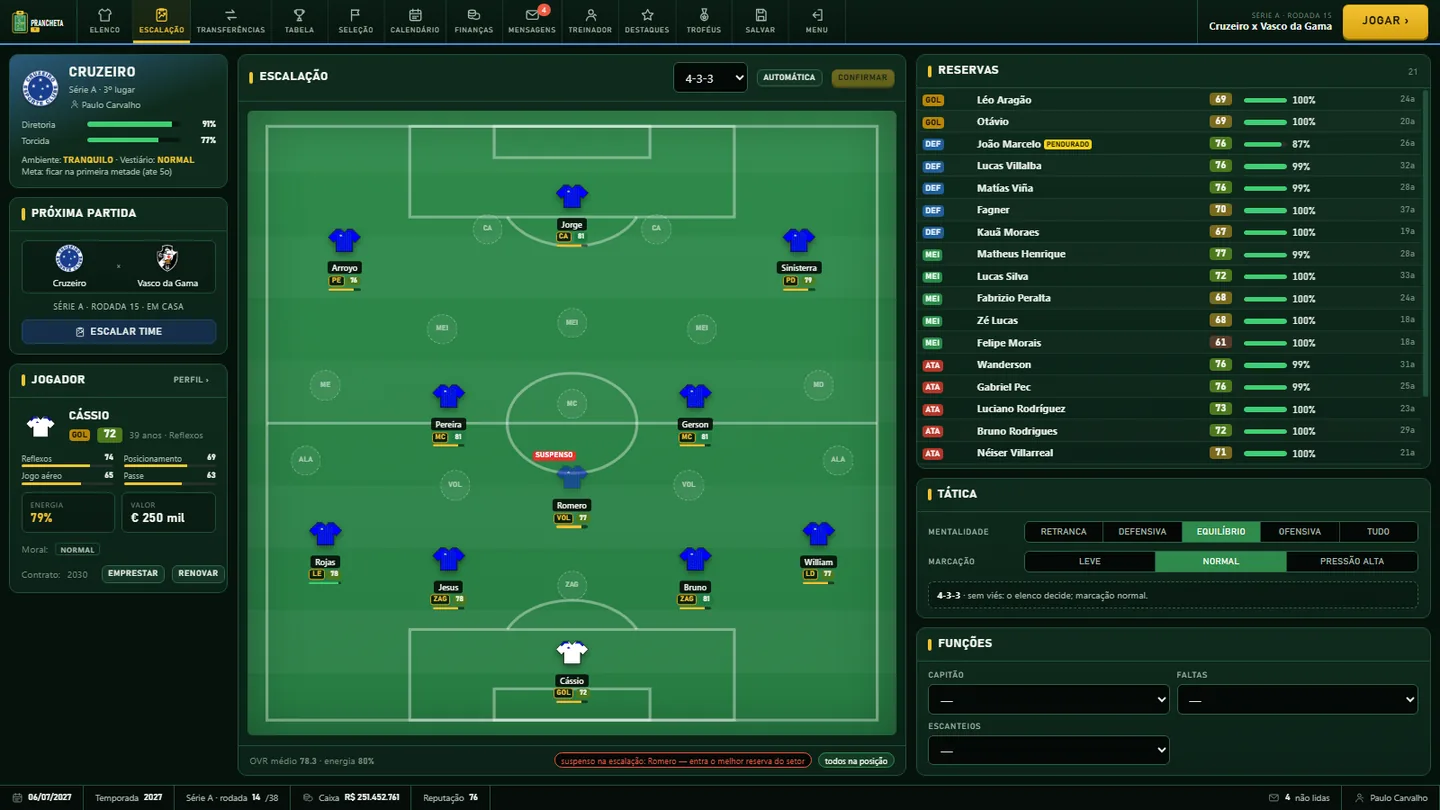 PRANCHETA
ELENCO
ESCALAÇÃO
TRANSFERÊNCIAS
TABELA
SELEÇÃO
CALENDÁRIO
FINANÇAS
4
MENSAGENS
TREINADOR
DESTAQUES
TROFÉUS
SALVAR
MENU
SÉRIE A · RODADA 15
Cruzeiro x Vasco da Gama
JOGAR ›
CRUZEIRO
Série A · 3º lugar
Paulo Carvalho
Diretoria 91%
Torcida 77%
Ambiente: TRANQUILO · Vestiário: NORMAL
Meta: ficar na primeira metade (ate 5o)
PRÓXIMA PARTIDA
x
Cruzeiro Vasco da Gama
SÉRIE A · RODADA 15 · EM CASA
ESCALAR TIME
JOGADOR PERFIL ›
CÁSSIO
GOL 72 39 anos · Reflexos
Reflexos 74 Posicionamento 69
Jogo aéreo 65 Passe 63
ENERGIA VALOR
79% € 250 mil
Moral: NORMAL
Contrato: 2030 EMPRESTAR RENOVAR
ESCALAÇÃO 4-3-3 AUTOMÁTICA CONFIRMAR
Jorge
CA 81
CA CA
Arroyo
PE 74
Sinisterra
PD 79
MEI MEI MEI
ME MC MD
Pereira
MC 81
Gerson
MC 81
SUSPENSO
ALA ALA
VOL VOL
Romero
VOL 77
Rojas
LE 78
William
LD 77
Jesus
ZAG 78
ZAG
Bruno
ZAG 81
Cássio
GOL 72
OVR médio 78.3 · energia 80%
suspenso na escalação: Romero — entra o melhor reserva do setor
todos na posição
RESERVAS 21
GOL Léo Aragão 69 100% 24a
GOL Otávio 69 100% 20a
DEF João Marcelo PENDURADO 76 87% 26a
DEF Lucas Villalba 76 99% 32a
DEF Matías Viña 76 99% 28a
DEF Fagner 70 100% 37a
DEF Kauã Moraes 67 100% 19a
MEI Matheus Henrique 77 99% 28a
MEI Lucas Silva 72 100% 33a
MEI Fabrizio Peralta 68 100% 24a
MEI Zé Lucas 68 100% 18a
MEI Felipe Morais 61 100% 18a
ATA Wanderson 76 99% 31a
ATA Gabriel Pec 76 99% 25a
ATA Luciano Rodríguez 73 100% 23a
ATA Bruno Rodrigues 72 100% 29a
ATA Néiser Villarreal 71 100% 21a
TÁTICA
MENTALIDADE RETRANCA DEFENSIVA EQUILÍBRIO OFENSIVA TUDO
MARCAÇÃO LEVE NORMAL PRESSÃO ALTA
4-3-3 · sem viés: o elenco decide; marcação normal.
FUNÇÕES
CAPITÃO FALTAS
— —
ESCANTEIOS
—
06/07/2027 Temporada 2027 Série A · rodada 14 /38 Caixa R$ 251.452.761 Reputação 76 4 não lidas Paulo Carvalho